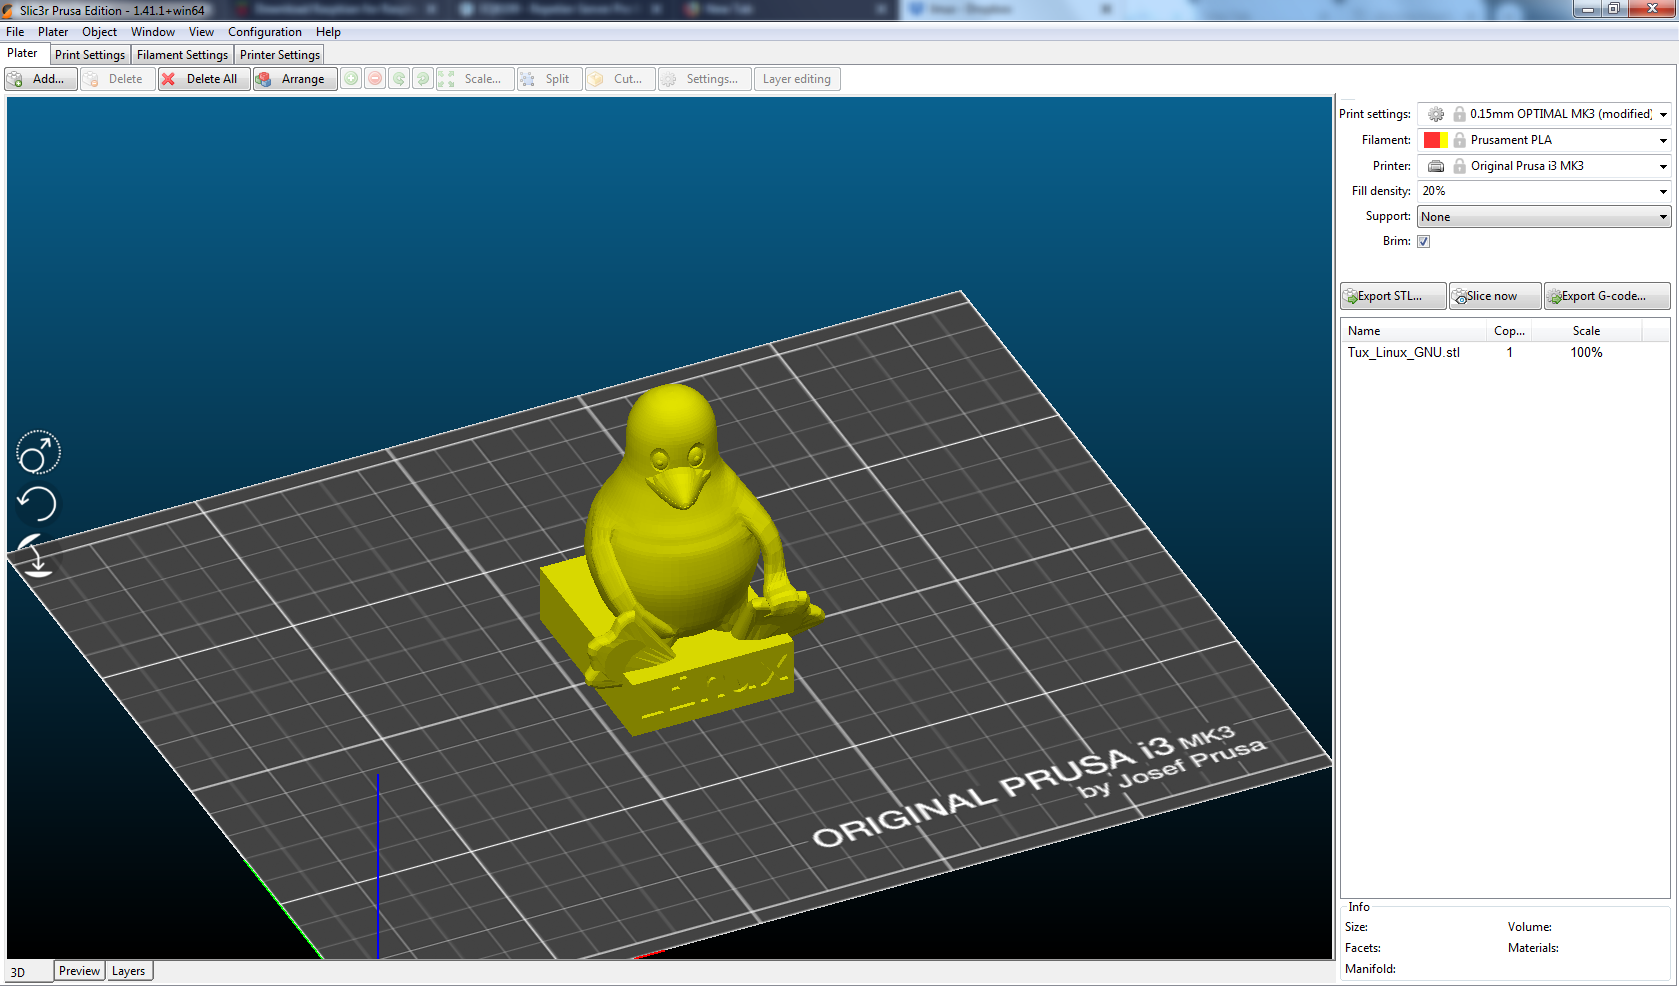 Slic3r Prusa Edition - 1.41.1+win64
File Plater Object Window View Configuration Help
Plater Print Settings Filament Settings Printer Settings
Add... Delete Delete All Arrange Scale... Split Cut... Settings... Layer editing
Print settings: 0.15mm OPTIMAL MK3 (modified)
Filament: Prusament PLA
Printer: Original Prusa i3 MK3
Fill density: 20%
Support: None
Brim:
Export STL... Slice now Export G-code...
Name Cop... Scale
Tux_Linux_GNU.stl 1 100%
ORIGINAL PRUSA i3 MK3
by Josef Prusa
Info
Size: Volume:
Facets: Materials:
Manifold:
3D Preview Layers